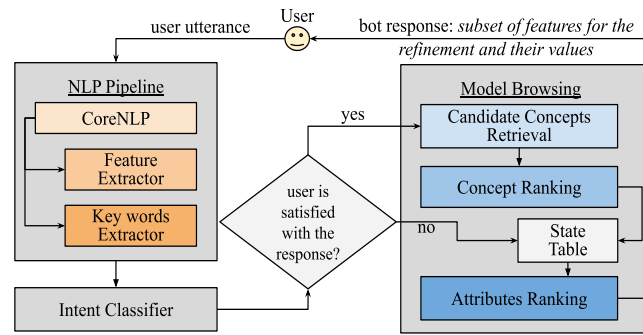 User
user utterance
bot response: subset of features for the
refinement and their values
NLP Pipeline
CoreNLP
Feature
Extractor
Key words
Extractor
Intent Classifier
user is
satisfied
with the
response?
yes
no
Model Browsing
Candidate Concepts
Retrieval
Concept Ranking
State
Table
Attributes Ranking